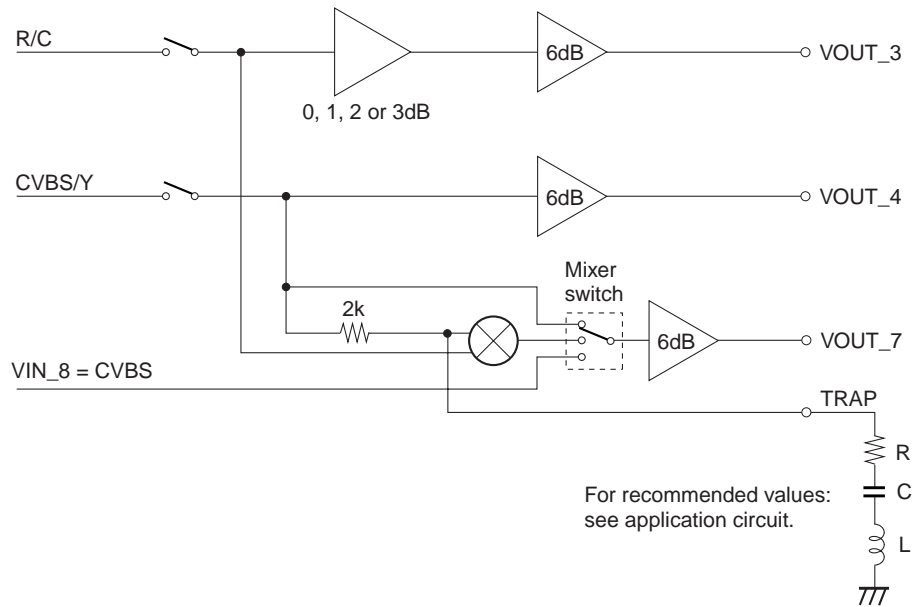 R/C
6dB
VOUT_3
0, 1, 2 or 3dB
CVBS/Y
6dB
VOUT_4
Mixer
switch
2k
6dB
VOUT_7
VIN_8 = CVBS
TRAP
R
C
L
For recommended values:
see application circuit.